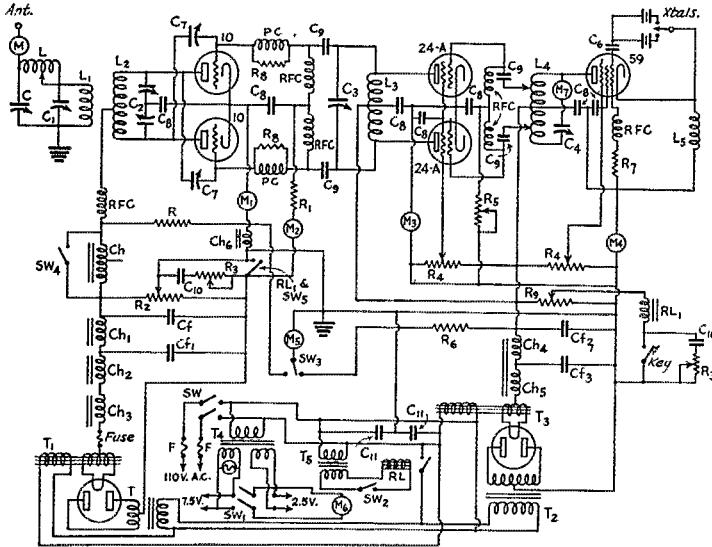 Ant.
M
L
C
C1
L1
L2
C2
C8
C7
10
10
C7
PC
R8
RFC
C8
R8
PC
RFC
C9
C9
C3
L3
C8
24-A
24-A
C8
C8
RFC
C9
C9
L4
M7
C8
C4
C6
59
Xtals.
RFC
R7
L5
RFC
R
M1
R1
M2
M3
R5
M4
SW4
Ch
Ch6
R3
C10
R2
RL1 & SW5
R4
R4
R9
RL1
Ch1
Cf
Cf1
Ch2
Ch3
Fuse
M5
SW3
R6
Ch4
Cf2
Ch5
Cf3
Key
C10
R3
T1
T
SW
F
F
110V. A.C.
T4
7.5V.
SW1
2.5V.
M6
T5
C11
C11
RL
SW2
T3
T2